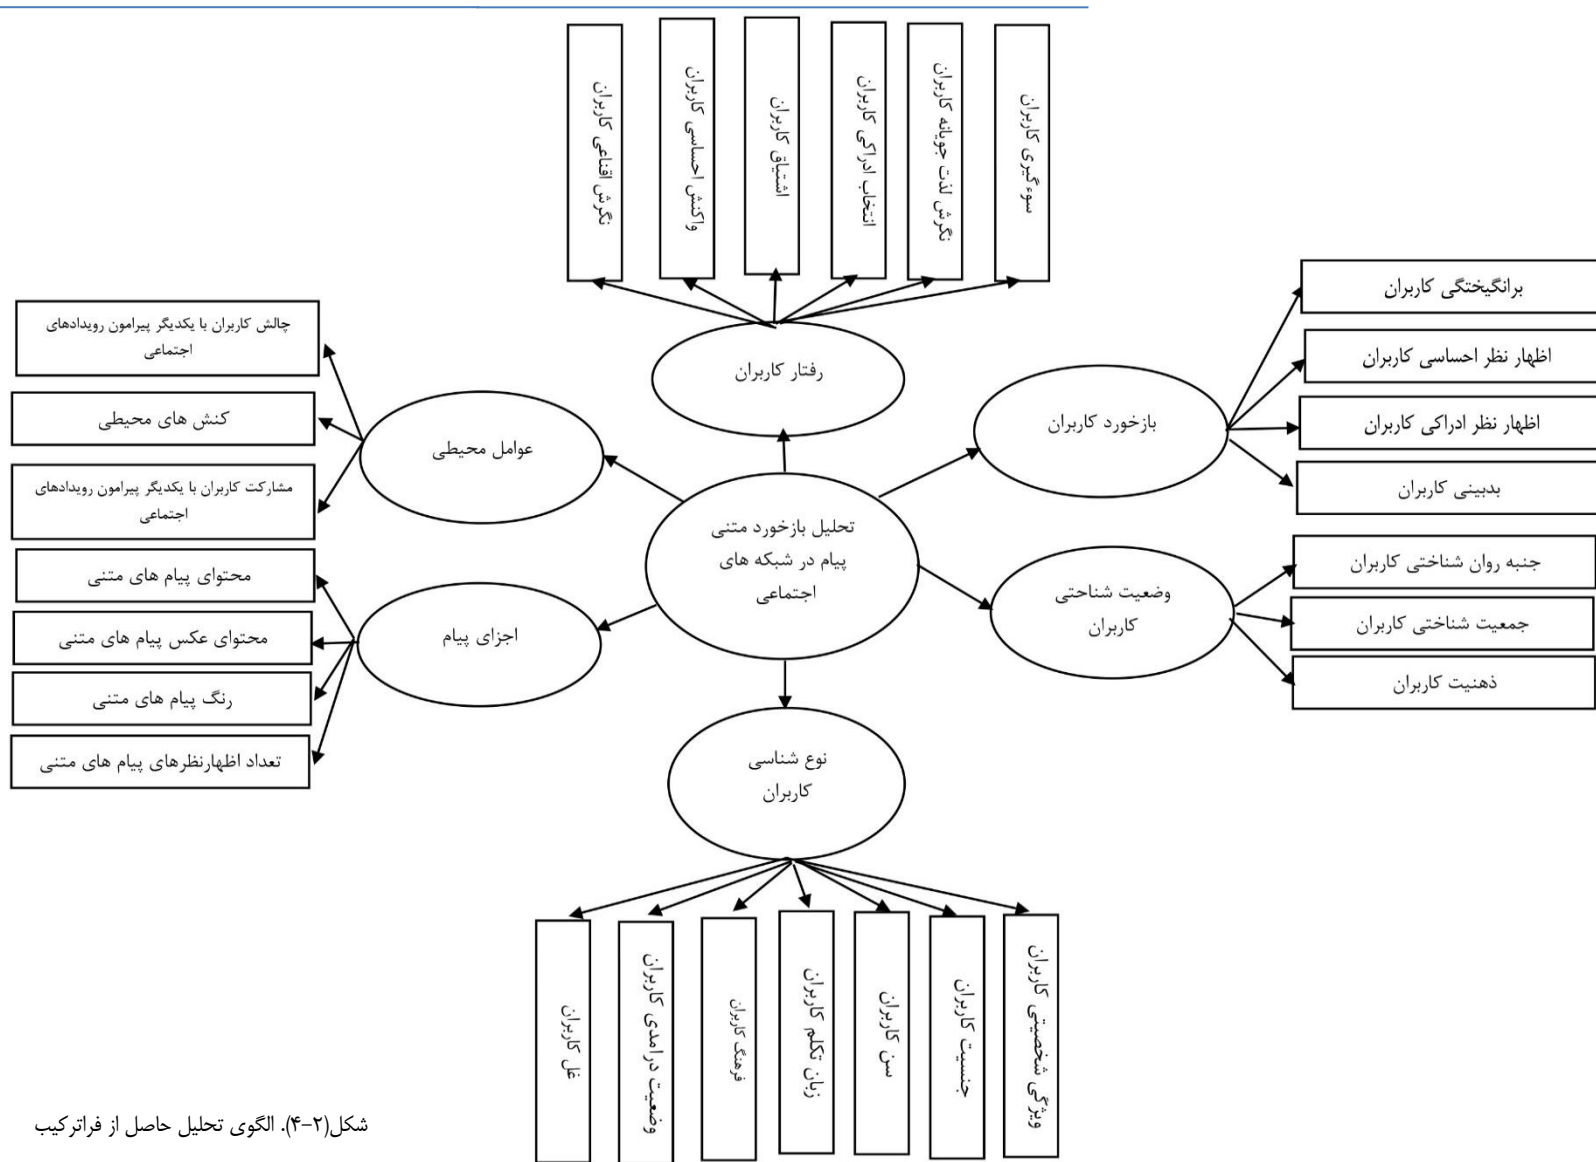 سوءگیری کاربران
نگرش لذت جویانه کاربران
انتخاب ادراکی کاربران
اشتیاق کاربران
واکنش احساسی کاربران
نگرش اقناعی کاربران
رفتار کاربران
برانگیختگی کاربران
اظهار نظر احساسی کاربران
اظهار نظر ادراکی کاربران
بدبینی کاربران
بازخورد کاربران
جنبه روان شناختی کاربران
جمعیت شناختی کاربران
ذهنیت کاربران
وضعیت شناحتی
کاربران
تحلیل بازخورد متنی
پیام در شبکه های
اجتماعی
عوامل محیطی
چالش کاربران با یکدیگر پیرامون رویدادهای
اجتماعی
کنش های محیطی
مشارکت کاربران با یکدیگر پیرامون رویدادهای
اجتماعی
اجزای پیام
محتوای پیام های متنی
محتوای عکس پیام های متنی
رنگ پیام های متنی
تعداد اظهارنظرهای پیام های متنی
نوع شناسی
کاربران
ویژگی شخصیتی کاربران
جنسیت کاربران
سن کاربران
زبان تکلم کاربران
فرهنگ کاربران
وضعیت درامدی کاربران
غل کاربران
شکل(۲-۴). الگوی تحلیل حاصل از فراترکیب